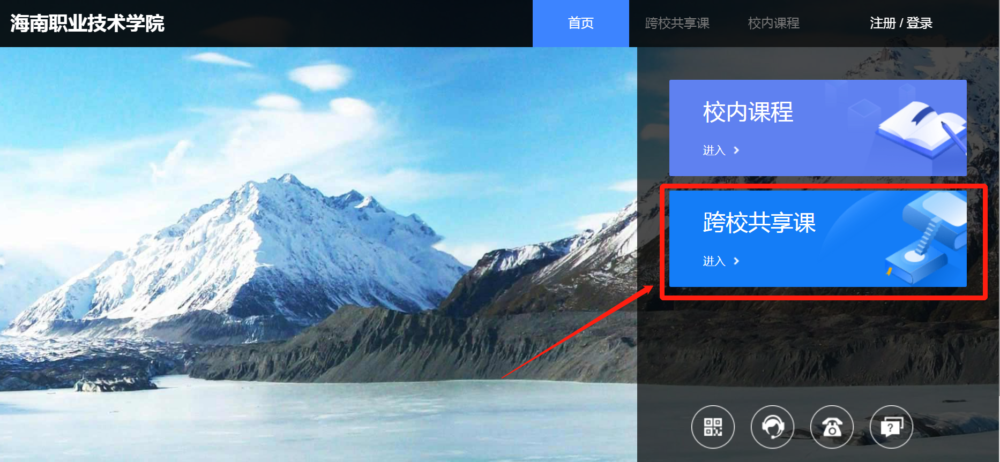 海南职业技术学院
首页
跨校共享课
校内课程
注册 / 登录
校内课程
进入
跨校共享课
进入
?